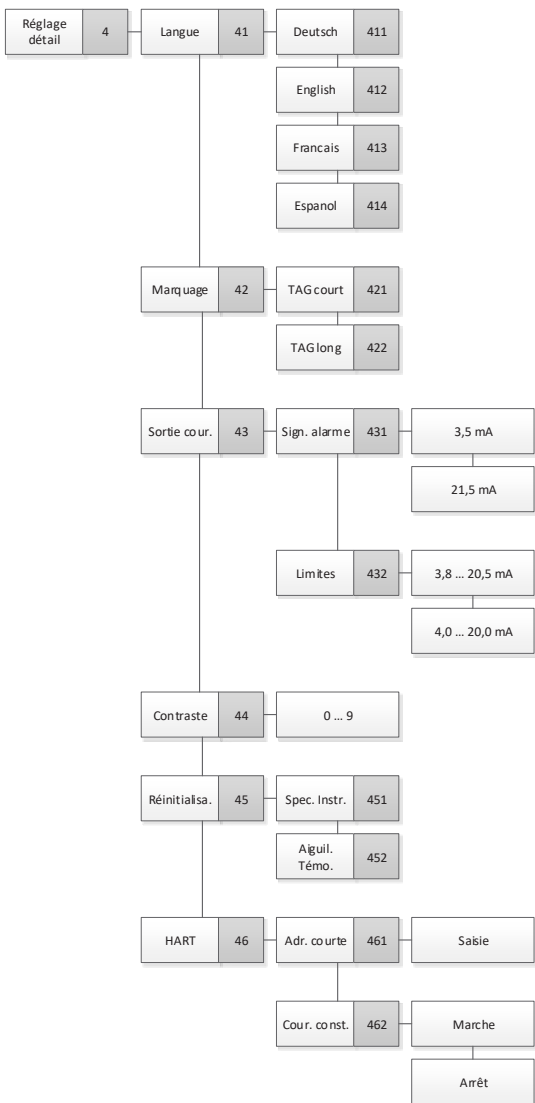 Réglage
détail
4
Langue
41
Deutsch
411
English
412
Francais
413
Espanol
414
Marquage
42
TAG court
421
TAG long
422
Sortie cour.
43
Sign. alarme
431
3,5 mA
21,5 mA
Limites
432
3,8 ... 20,5 mA
4,0 ... 20,0 mA
Contraste
44
0 ... 9
Réinitialisa.
45
Spec. Instr.
451
Aiguil.
Témo.
452
HART
46
Adr. courte
461
Saisie
Cour. const.
462
Marche
Arrêt